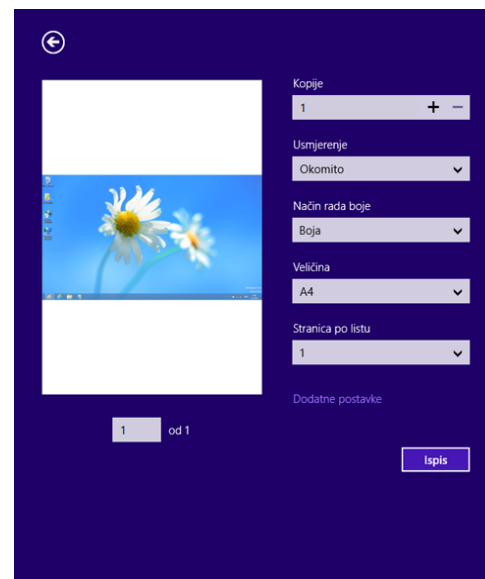 Kopije
1
Usmjerenje
Okomito
Način rada boje
Boja
Veličina
A4
Stranica po listu
1
Dodatne postavke
1 od 1
Ispis